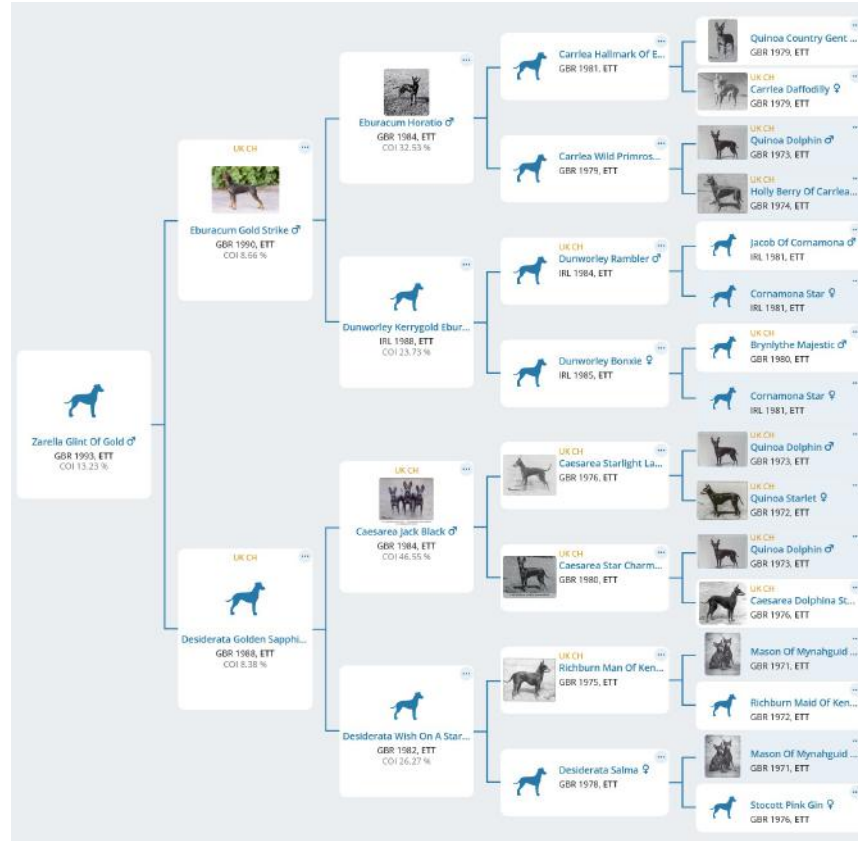 Zarella Glint Of Gold ♂
GBR 1993, ETT
COI 13.23 %
UK CH
Eburacum Gold Strike ♂
GBR 1990, ETT
COI 8.66 %
UK CH
Desiderata Golden Sapphi...
GBR 1988, ETT
COI 8.38 %
Eburacum Horatio ♂
GBR 1984, ETT
COI 32.53 %
Dunworley Kerrygold Ebur...
IRL 1988, ETT
COI 23.73 %
UK CH
Caesarea Jack Black ♂
GBR 1984, ETT
COI 46.55 %
Desiderata Wish On A Star...
GBR 1982, ETT
COI 26.27 %
Carrlea Hallmark Of E...
GBR 1981, ETT
Carrlea Wild Primros...
GBR 1979, ETT
UK CH
Dunworley Rambler ♂
IRL 1984, ETT
Dunworley Bonxie ♀
IRL 1985, ETT
UK CH
Caesarea Starlight La...
GBR 1976, ETT
UK CH
Caesarea Star Charm...
GBR 1980, ETT
UK CH
Richburn Man Of Ken...
GBR 1975, ETT
Desiderata Salma ♀
GBR 1978, ETT
Quinoa Country Gent ...
GBR 1979, ETT
UK CH
Carrlea Daffodilly ♀
GBR 1979, ETT
UK CH
Quinoa Dolphin ♂
GBR 1973, ETT
UK CH
Holly Berry Of Carrlea...
GBR 1974, ETT
Jacob Of Cornamona ♂
IRL 1981, ETT
Cornamona Star ♀
IRL 1981, ETT
UK CH
Brynlythe Majestic ♂
GBR 1980, ETT
Cornamona Star ♀
IRL 1981, ETT
UK CH
Quinoa Dolphin ♂
GBR 1973, ETT
UK CH
Quinoa Starlet ♀
GBR 1972, ETT
UK CH
Quinoa Dolphin ♂
GBR 1973, ETT
UK CH
Caesarea Dolphina St...
GBR 1976, ETT
Mason Of Mynahguid ...
GBR 1971, ETT
Richburn Maid Of Ken...
GBR 1972, ETT
Mason Of Mynahguid ...
GBR 1971, ETT
Stocott Pink Gin ♀
GBR 1976, ETT